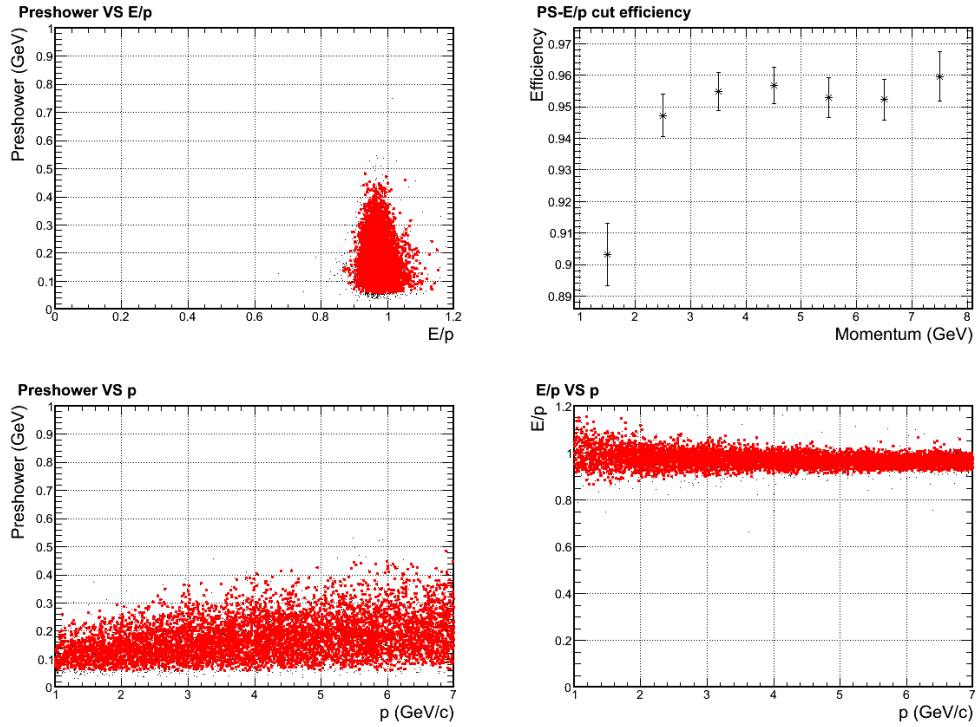 Preshower VS E/p
Preshower (GeV)
1
0.9
0.8
0.7
0.6
0.5
0.4
0.3
0.2
0.1
0
0 0.2 0.4 0.6 0.8 1 1.2
E/p
PS-E/p cut efficiency
Efficiency
0.97
0.96
0.95
0.94
0.93
0.92
0.91
0.9
0.89
1 2 3 4 5 6 7 8
Momentum (GeV)
Preshower VS p
Preshower (GeV)
1
0.9
0.8
0.7
0.6
0.5
0.4
0.3
0.2
0.1
0
1 2 3 4 5 6 7
p (GeV/c)
E/p VS p
E/p
1.2
1
0.8
0.6
0.4
0.2
0
1 2 3 4 5 6 7
p (GeV/c)